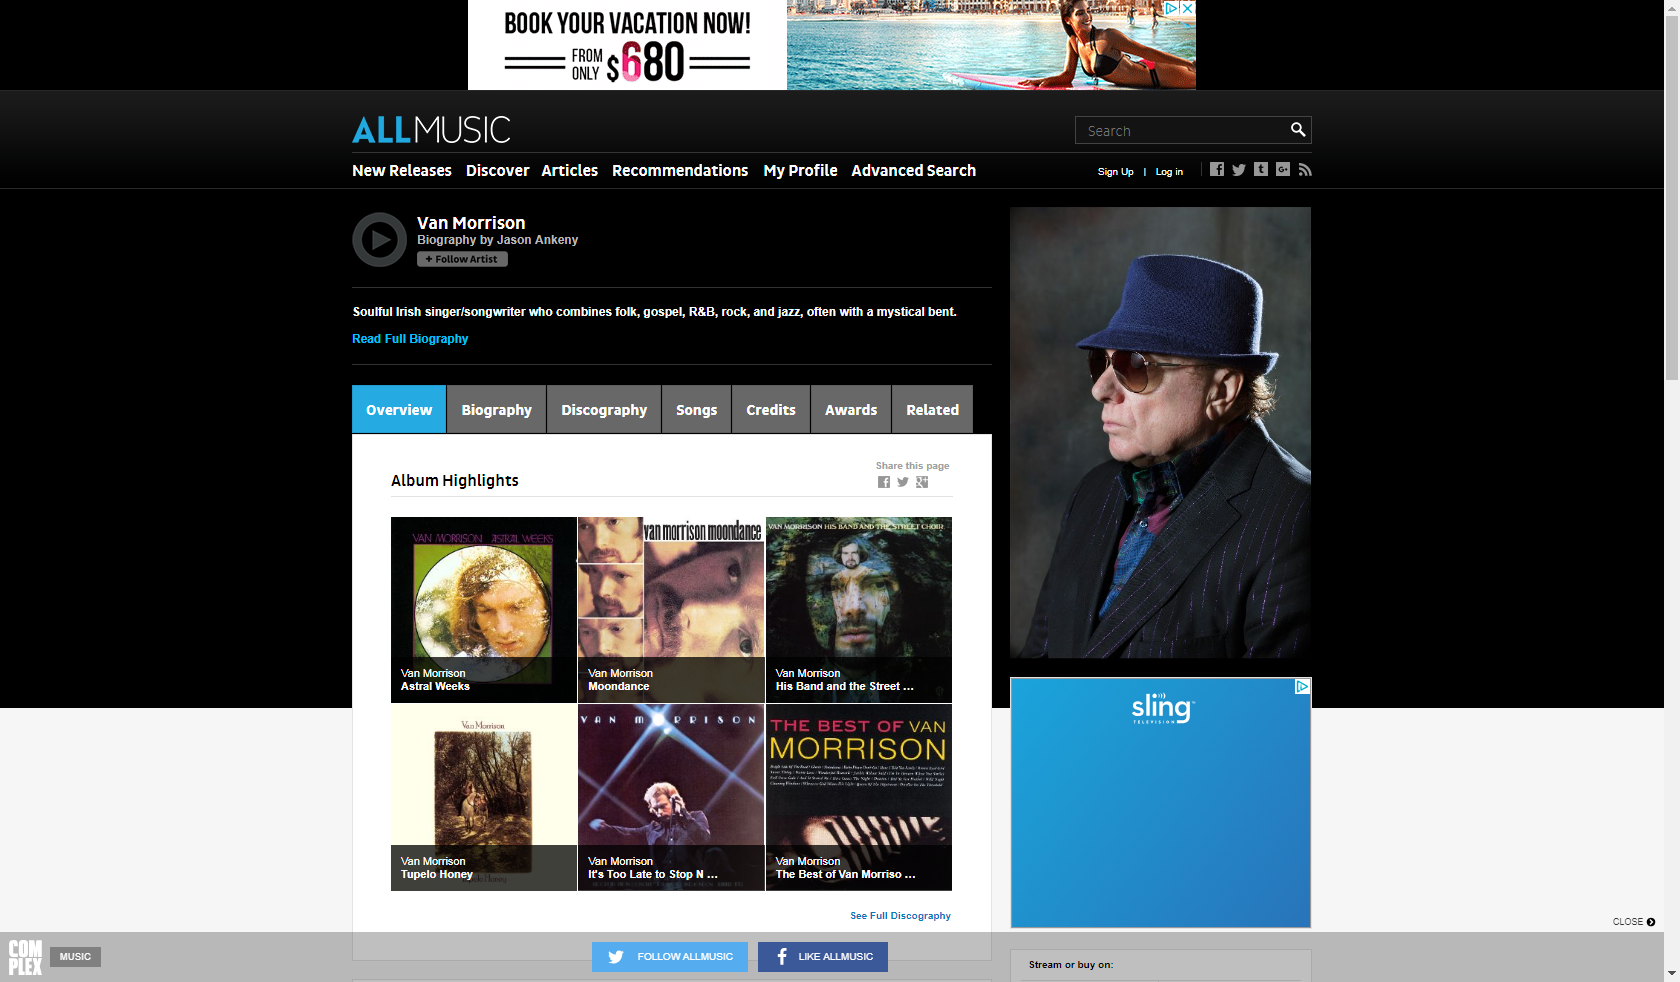 BOOK YOUR VACATION NOW!
FROM ONLY $680
ALLMUSIC
Search
New Releases Discover Articles Recommendations My Profile Advanced Search
Sign Up | Log in
Van Morrison
Biography by Jason Ankeny
+ Follow Artist
Soulful Irish singer/songwriter who combines folk, gospel, R&B, rock, and jazz, often with a mystical bent.
Read Full Biography
Overview Biography Discography Songs Credits Awards Related
Album Highlights
Share this page
VAN MORRISON ASTRAL WEEKS
Van Morrison
Astral Weeks
van morrison moondance
Van Morrison
Moondance
VAN MORRISON HIS BAND AND THE STREET CHOIR
Van Morrison
His Band and the Street ...
Van Morrison
Van Morrison
Tupelo Honey
VAN MORRISON
Van Morrison
It's Too Late to Stop N ...
THE BEST OF VAN
MORRISON
Van Morrison
The Best of Van Morriso ...
See Full Discography
sling
TELEVISION
CLOSE
COM
PLEX
MUSIC
FOLLOW ALLMUSIC
LIKE ALLMUSIC
Stream or buy on: